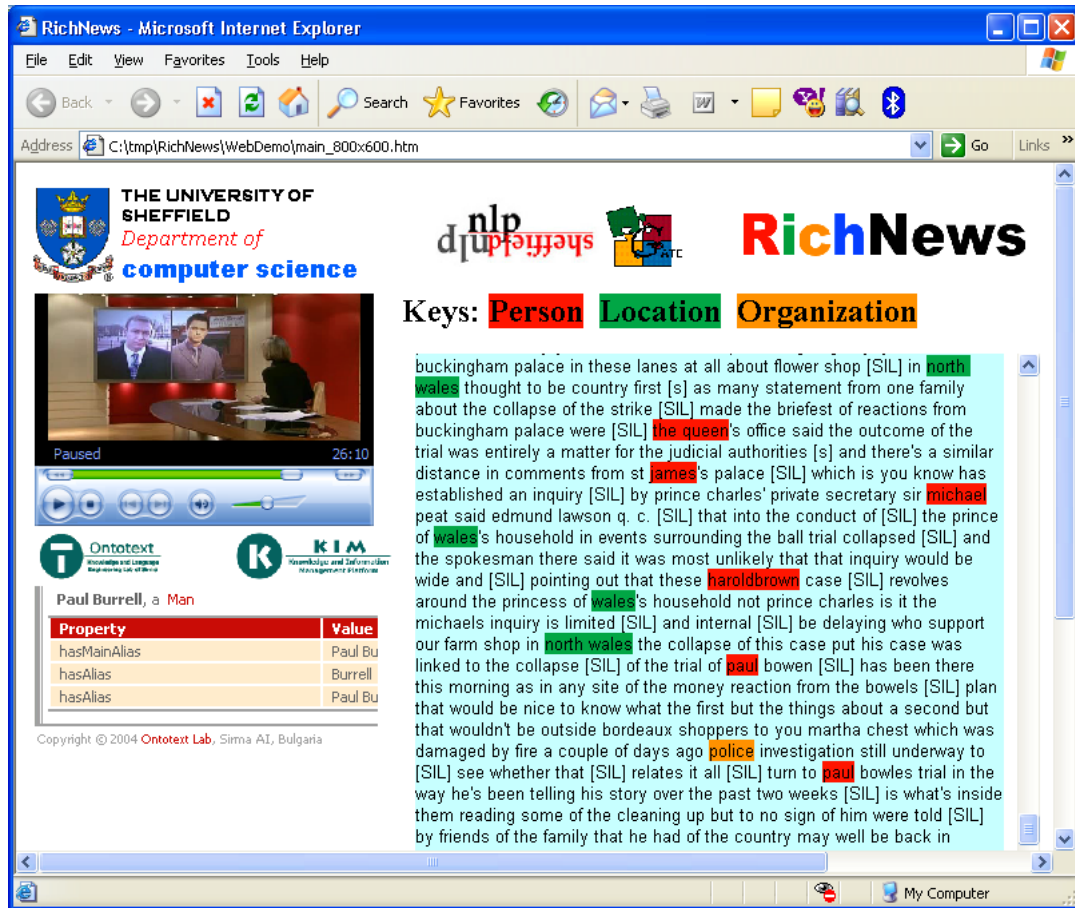 RichNews - Microsoft Internet Explorer
File Edit View Favorites Tools Help
Back Search Favorites
Address C:\tmp\RichNews\WebDemo\main_800x600.htm Go Links »
THE UNIVERSITY OF
SHEFFIELD
Department of
computer science
nlp
sheffield
GATE
RichNews
Keys: Person Location Organization
Paused 26:10
Ontotext
Knowledge and Language
Engineering Lab of Sirma
KIM
Knowledge and Information
Management Platform
Paul Burrell, a Man
Property Value
hasMainAlias Paul Bu
hasAlias Burrell
hasAlias Paul Bu
Copyright © 2004 Ontotext Lab, Sirma AI, Bulgaria
buckingham palace in these lanes at all about flower shop [SIL] in north
wales thought to be country first [s] as many statement from one family
about the collapse of the strike [SIL] made the briefest of reactions from
buckingham palace were [SIL] the queen's office said the outcome of the
trial was entirely a matter for the judicial authorities [s] and there's a similar
distance in comments from st james's palace [SIL] which is you know has
established an inquiry [SIL] by prince charles' private secretary sir michael
peat said edmund lawson q. c. [SIL] that into the conduct of [SIL] the prince
of wales's household in events surrounding the ball trial collapsed [SIL] and
the spokesman there said it was most unlikely that that inquiry would be
wide and [SIL] pointing out that these haroldbrown case [SIL] revolves
around the princess of wales's household not prince charles is it the
michaels inquiry is limited [SIL] and internal [SIL] be delaying who support
our farm shop in north wales the collapse of this case put his case was
linked to the collapse [SIL] of the trial of paul bowen [SIL] has been there
this morning as in any site of the money reaction from the bowels [SIL] plan
that would be nice to know what the first but the things about a second but
that wouldn't be outside bordeaux shoppers to you martha chest which was
damaged by fire a couple of days ago police investigation still underway to
[SIL] see whether that [SIL] relates it all [SIL] turn to paul bowles trial in the
way he's been telling his story over the past two weeks [SIL] is what's inside
them reading some of the cleaning up but to no sign of him were told [SIL]
by friends of the family that he had of the country may well be back in
My Computer